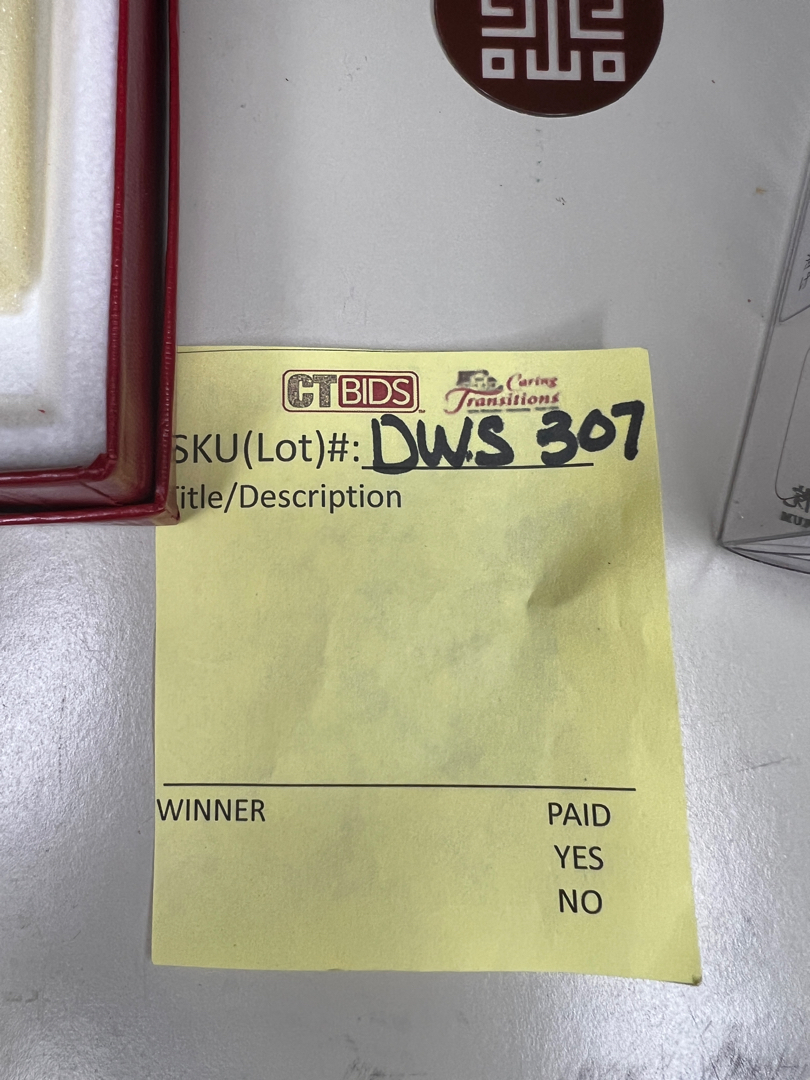 CTBIDS
Caring
Transitions
SKU(Lot)#: DWS 307
Title/Description
WINNER PAID
YES
NO